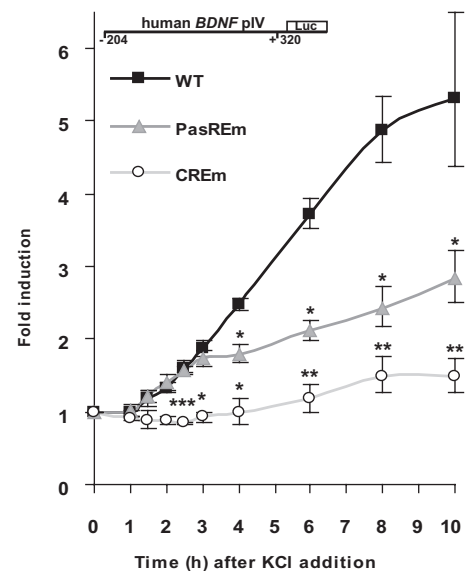 human BDNF pIV
Luc
- 204
+ 320
WT
PasREm
CREm
Fold induction
6
5
4
3
2
1
0
*
*
*
*
***
*
*
**
**
**
0 1 2 3 4 5 6 7 8 9 10
Time (h) after KCl addition